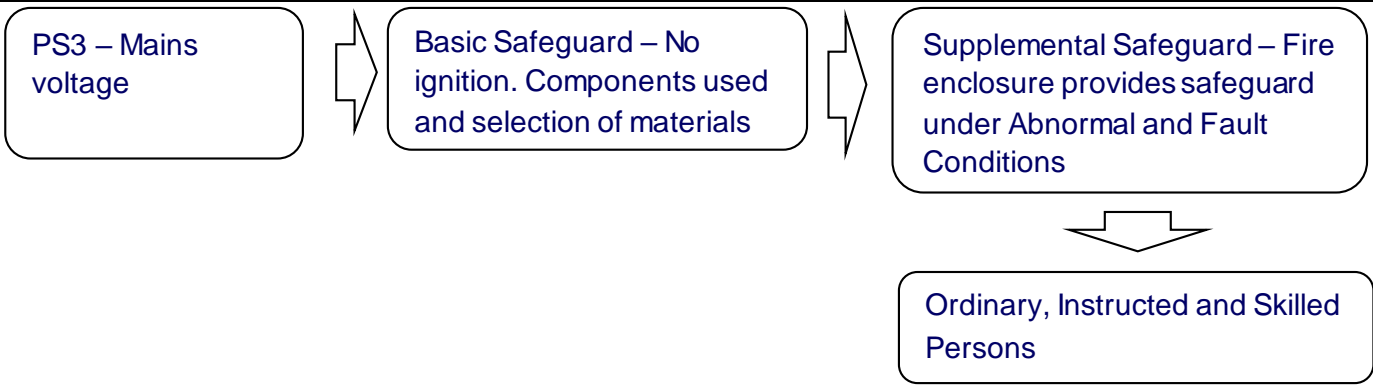 PS3 – Mains
voltage
Basic Safeguard – No
ignition. Components used
and selection of materials
Supplemental Safeguard – Fire
enclosure provides safeguard
under Abnormal and Fault
Conditions
Ordinary, Instructed and Skilled
Persons